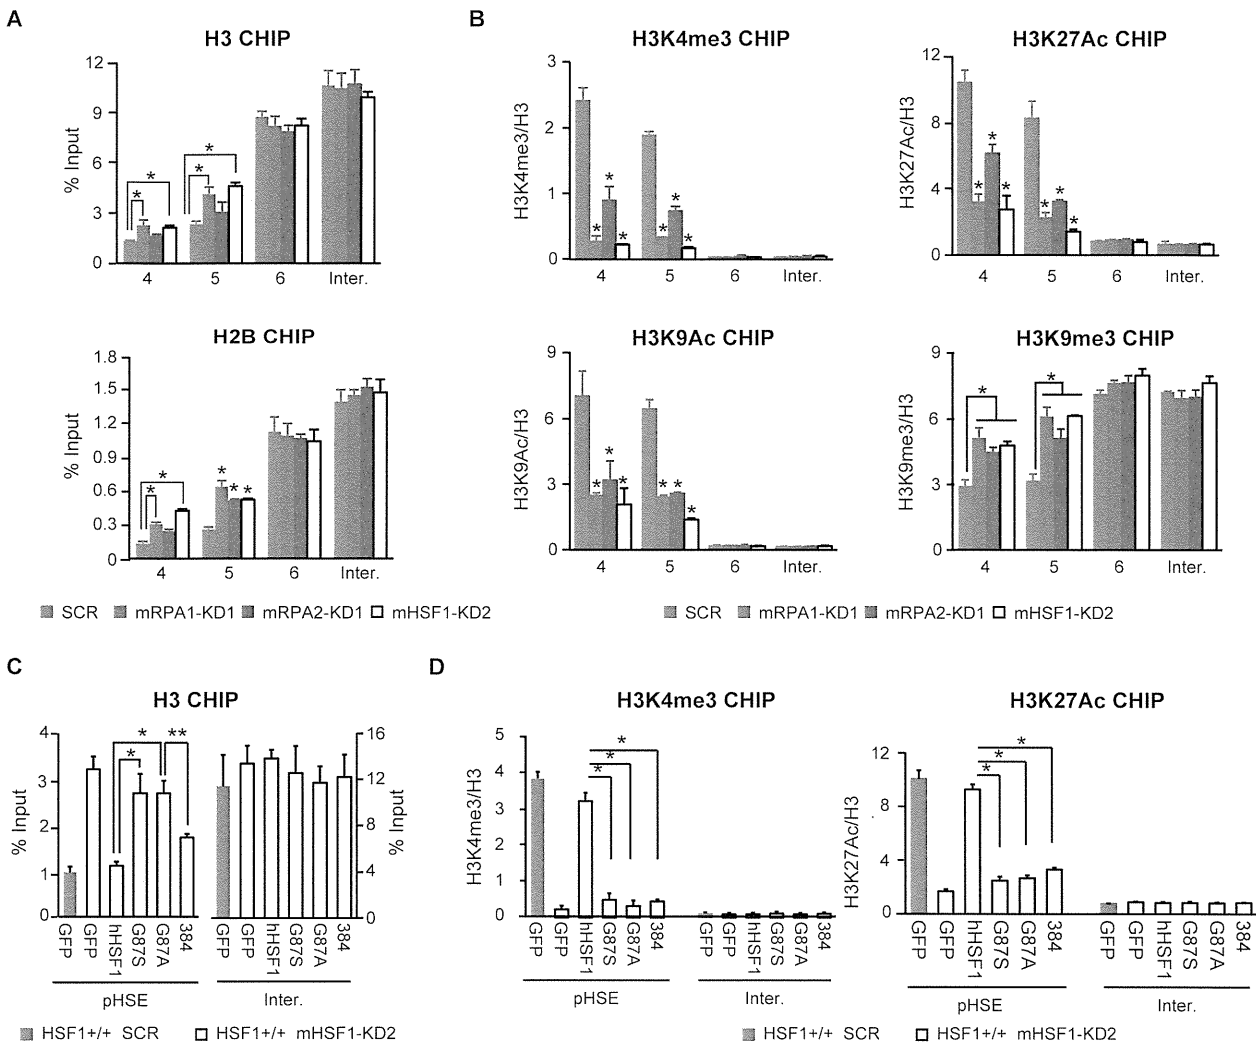 A
B
H3 CHIP
H3K4me3 CHIP
H3K27Ac CHIP
% Input
12
9
6
3
0
* * * *
4 5 6 Inter.
H3K4me3/H3
3
2
1
0
* * * * * *
4 5 6 Inter.
H3K27Ac/H3
12
8
4
0
* * * * * *
4 5 6 Inter.
H2B CHIP
H3K9Ac CHIP
H3K9me3 CHIP
% Input
1.8
1.5
1.2
0.9
0.6
0.3
0
* * * * *
4 5 6 Inter.
H3K9Ac/H3
9
6
3
0
* * * * * *
4 5 6 Inter.
H3K9me3/H3
9
6
3
0
* *
4 5 6 Inter.
SCR mRPA1-KD1 mRPA2-KD1 mHSF1-KD2
SCR mRPA1-KD1 mRPA2-KD1 mHSF1-KD2
C
D
H3 CHIP
H3K4me3 CHIP
H3K27Ac CHIP
% Input
4
3
2
1
0
* * **
16
12
8
4
0
% Input
GFP GFP hHSF1 G87S G87A 384
GFP GFP hHSF1 G87S G87A 384
pHSE Inter.
H3K4me3/H3
5
4
3
2
1
0
* * *
GFP GFP hHSF1 G87S G87A 384
GFP GFP hHSF1 G87S G87A 384
pHSE Inter.
H3K27Ac/H3
12
8
4
0
* * *
GFP GFP hHSF1 G87S G87A 384
GFP GFP hHSF1 G87S G87A 384
pHSE Inter.
HSF1+/+ SCR HSF1+/+ mHSF1-KD2
HSF1+/+ SCR HSF1+/+ mHSF1-KD2